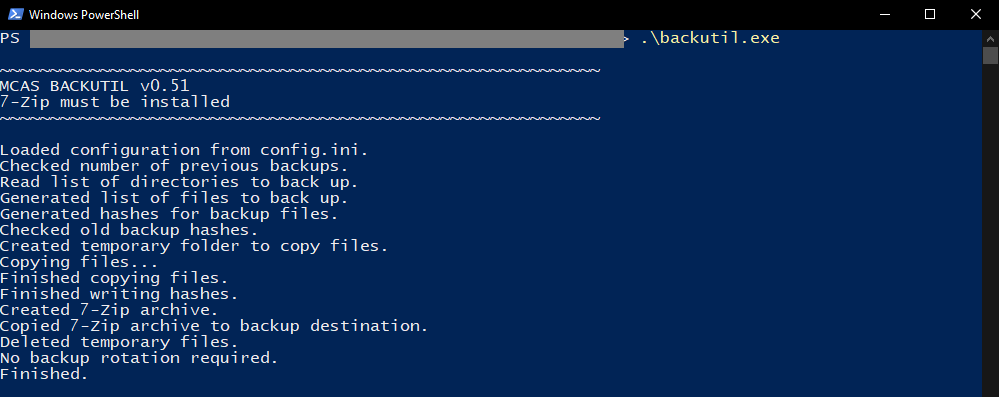 Windows PowerShell
PS > .\backutil.exe
~~~~~~~~~~~~~~~~~~~~~~~~~~~~~~~~~~~~~~~~~~~~~~~~~~~~~~~~~~~~
MCAS BACKUTIL v0.51
7-Zip must be installed
~~~~~~~~~~~~~~~~~~~~~~~~~~~~~~~~~~~~~~~~~~~~~~~~~~~~~~~~~~~~
Loaded configuration from config.ini.
Checked number of previous backups.
Read list of directories to back up.
Generated list of files to back up.
Generated hashes for backup files.
Checked old backup hashes.
Created temporary folder to copy files.
Copying files...
Finished copying files.
Finished writing hashes.
Created 7-Zip archive.
Copied 7-Zip archive to backup destination.
Deleted temporary files.
No backup rotation required.
Finished.